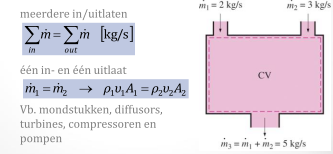 meerdere in/uitlaten
∑ṁ = ∑ṁ [kg/s]
in out
één in- en één uitlaat
ṁ₁ = ṁ₂ → ρ₁υ₁A₁ = ρ₂υ₂A₂
Vb. mondstukken, diffusors,
turbines, compressoren en
pompen
ṁ₁ = 2 kg/s
ṁ₂ = 3 kg/s
CV
ṁ₃ = ṁ₁ + ṁ₂ = 5 kg/s